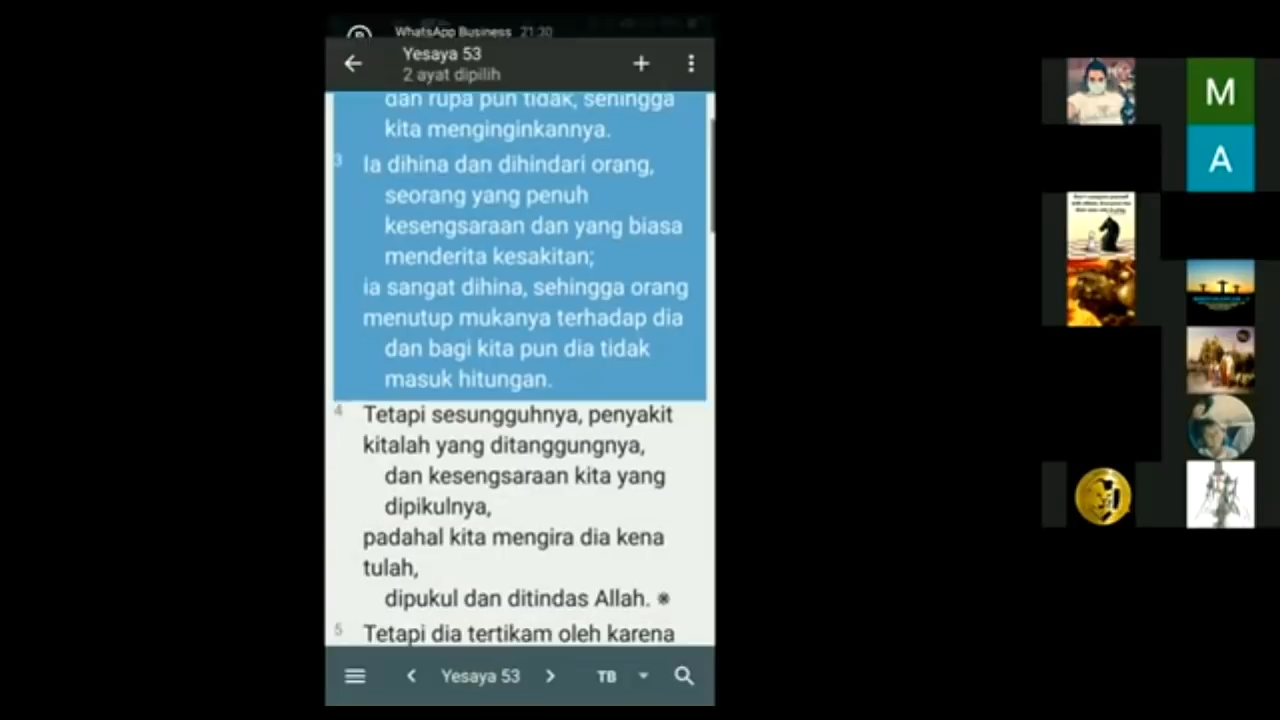 WhatsApp Business 21:30
Yesaya 53
2 ayat dipilih
dan rupa pun tidak, sehingga
kita menginginkannya.
3 Ia dihina dan dihindari orang,
seorang yang penuh
kesengsaraan dan yang biasa
menderita kesakitan;
ia sangat dihina, sehingga orang
menutup mukanya terhadap dia
dan bagi kita pun dia tidak
masuk hitungan.
4 Tetapi sesungguhnya, penyakit
kitalah yang ditanggungnya,
dan kesengsaraan kita yang
dipikulnya,
padahal kita mengira dia kena
tulah,
dipukul dan ditindas Allah. ※
5 Tetapi dia tertikam oleh karena
Yesaya 53
TB
M
A